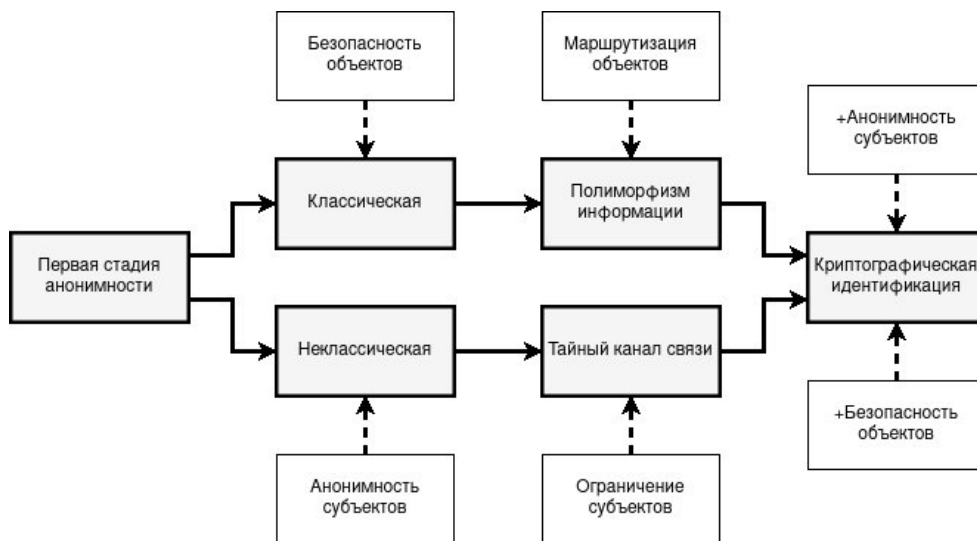 Безопасность
объектов
Маршрутизация
объектов
+Анонимность
субъектов
Классическая
Полиморфизм
информации
Первая стадия
анонимности
Криптографическая
идентификация
Неклассическая
Тайный канал связи
+Безопасность
объектов
Анонимность
субъектов
Ограничение
субъектов